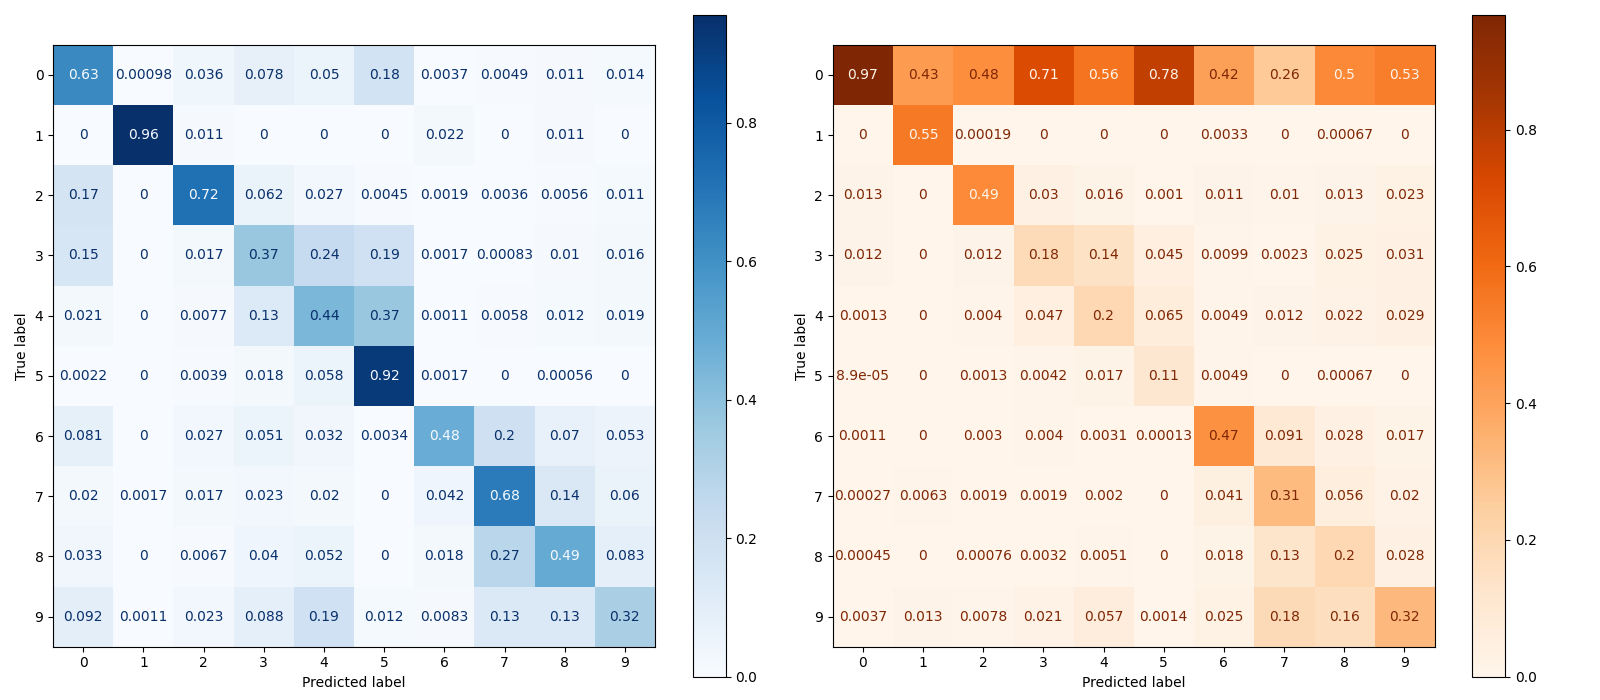 0 0.63 0.00098 0.036 0.078 0.05 0.18 0.0037 0.0049 0.011 0.014
1 0 0.96 0.011 0 0 0 0.022 0 0.011 0
2 0.17 0 0.72 0.062 0.027 0.0045 0.0019 0.0036 0.0056 0.011
3 0.15 0 0.017 0.37 0.24 0.19 0.0017 0.00083 0.01 0.016
4 0.021 0 0.0077 0.13 0.44 0.37 0.0011 0.0058 0.012 0.019
5 0.0022 0 0.0039 0.018 0.058 0.92 0.0017 0 0.00056 0
6 0.081 0 0.027 0.051 0.032 0.0034 0.48 0.2 0.07 0.053
7 0.02 0.0017 0.017 0.023 0.02 0 0.042 0.68 0.14 0.06
8 0.033 0 0.0067 0.04 0.052 0 0.018 0.27 0.49 0.083
9 0.092 0.0011 0.023 0.088 0.19 0.012 0.0083 0.13 0.13 0.32
0 1 2 3 4 5 6 7 8 9
Predicted label
True label
0.8
0.6
0.4
0.2
0.0
0 0.97 0.43 0.48 0.71 0.56 0.78 0.42 0.26 0.5 0.53
1 0 0.55 0.00019 0 0 0 0.0033 0 0.00067 0
2 0.013 0 0.49 0.03 0.016 0.001 0.011 0.01 0.013 0.023
3 0.012 0 0.012 0.18 0.14 0.045 0.0099 0.0023 0.025 0.031
4 0.0013 0 0.004 0.047 0.2 0.065 0.0049 0.012 0.022 0.029
5 8.9e-05 0 0.0013 0.0042 0.017 0.11 0.0049 0 0.00067 0
6 0.0011 0 0.003 0.004 0.0031 0.00013 0.47 0.091 0.028 0.017
7 0.00027 0.0063 0.0019 0.0019 0.002 0 0.041 0.31 0.056 0.02
8 0.00045 0 0.00076 0.0032 0.0051 0 0.018 0.13 0.2 0.028
9 0.0037 0.013 0.0078 0.021 0.057 0.0014 0.025 0.18 0.16 0.32
0 1 2 3 4 5 6 7 8 9
Predicted label
True label
0.8
0.6
0.4
0.2
0.0